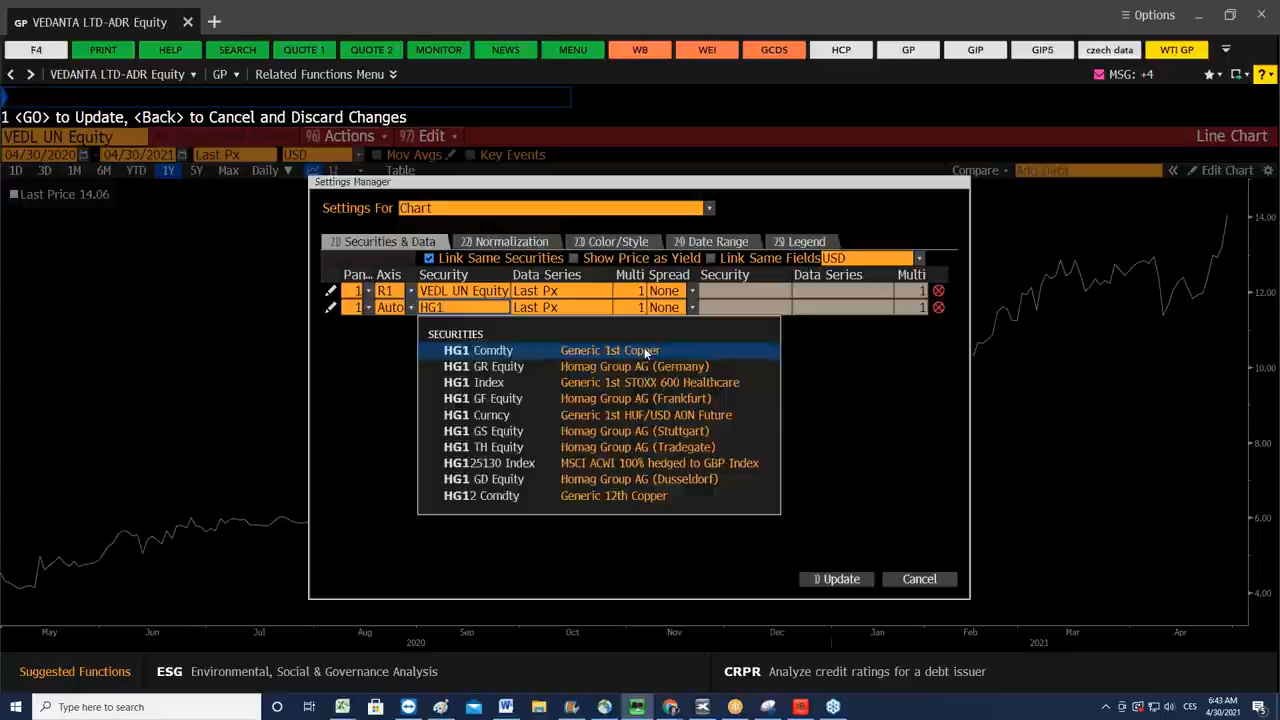 GP VEDANTA LTD-ADR Equity
Options
F4 PRINT HELP SEARCH QUOTE 1 QUOTE 2 MONITOR NEWS MENU WB WEI GCDS HCP GP GIP GIP5 czech data WTI GP
VEDANTA LTD-ADR Equity GP Related Functions Menu MSG: +4 ?
1 <GO> to Update, <Back> to Cancel and Discard Changes
VEDL UN Equity 96) Actions 97) Edit Line Chart
04/30/2020 - 04/30/2021 Last Px USD Mov Avgs Key Events
1D 3D 1M 6M YTD 1Y 5Y Max Daily Table Compare Add Data Edit Chart
Last Price 14.06
Settings Manager
Settings For Chart
21) Securities & Data 22) Normalization 23) Color/Style 24) Date Range 25) Legend
Link Same Securities Show Price as Yield Link Same Fields USD
Pan... Axis Security Data Series Multi Spread Security Data Series Multi
1 R1 VEDL UN Equity Last Px 1 None 1
1 Auto HG1 Last Px 1 None 1
SECURITIES
HG1 Comdty Generic 1st Copper
HG1 GR Equity Homag Group AG (Germany)
HG1 Index Generic 1st STOXX 600 Healthcare
HG1 GF Equity Homag Group AG (Frankfurt)
HG1 Curncy Generic 1st HUF/USD AON Future
HG1 GS Equity Homag Group AG (Stuttgart)
HG1 TH Equity Homag Group AG (Tradegate)
HG125130 Index MSCI ACWI 100% hedged to GBP Index
HG1 GD Equity Homag Group AG (Dusseldorf)
HG12 Comdty Generic 12th Copper
1) Update Cancel
14.00
12.00
10.00
8.00
6.00
4.00
May Jun Jul Aug Sep Oct Nov Dec Jan Feb Mar Apr
2020 2021
Suggested Functions ESG Environmental, Social & Governance Analysis CRPR Analyze credit ratings for a debt issuer
Type here to search
CES 6:43 AM
4/30/2021